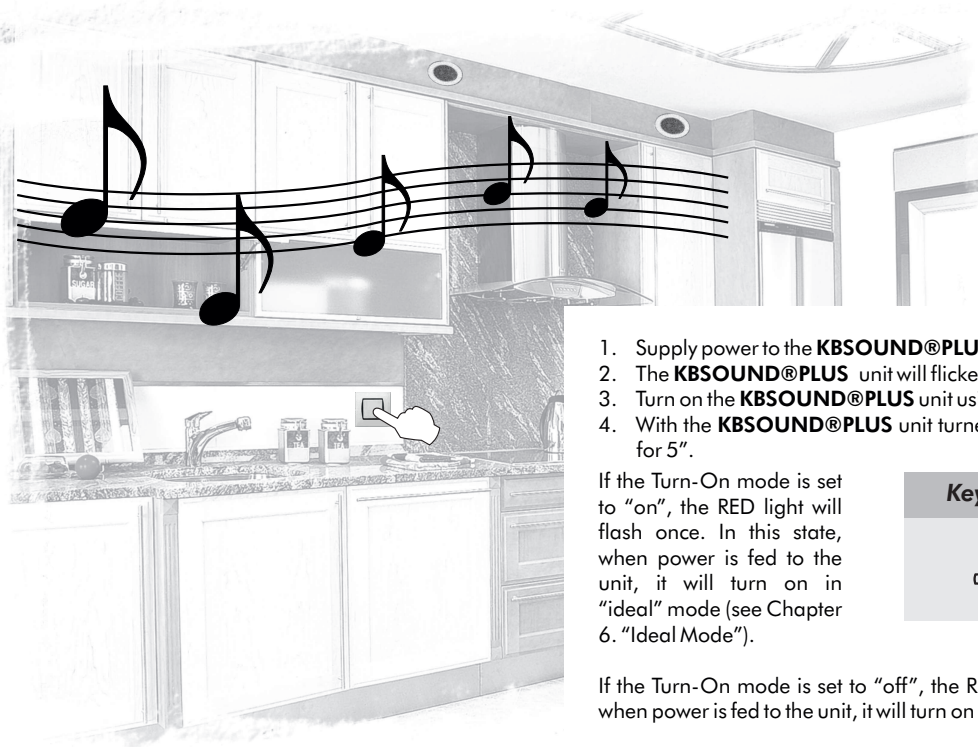 SUGAR
TEA
TEA
1. Supply power to the KBSOUND®PLU
2. The KBSOUND®PLUS unit will flicke
3. Turn on the KBSOUND®PLUS unit us
4. With the KBSOUND®PLUS unit turne
for 5”.
If the Turn-On mode is set
to “on”, the RED light will
flash once. In this state,
when power is fed to the
unit, it will turn on in
“ideal” mode (see Chapter
6. “Ideal Mode”).
Key
If the Turn-On mode is set to “off”, the R
when power is fed to the unit, it will turn on